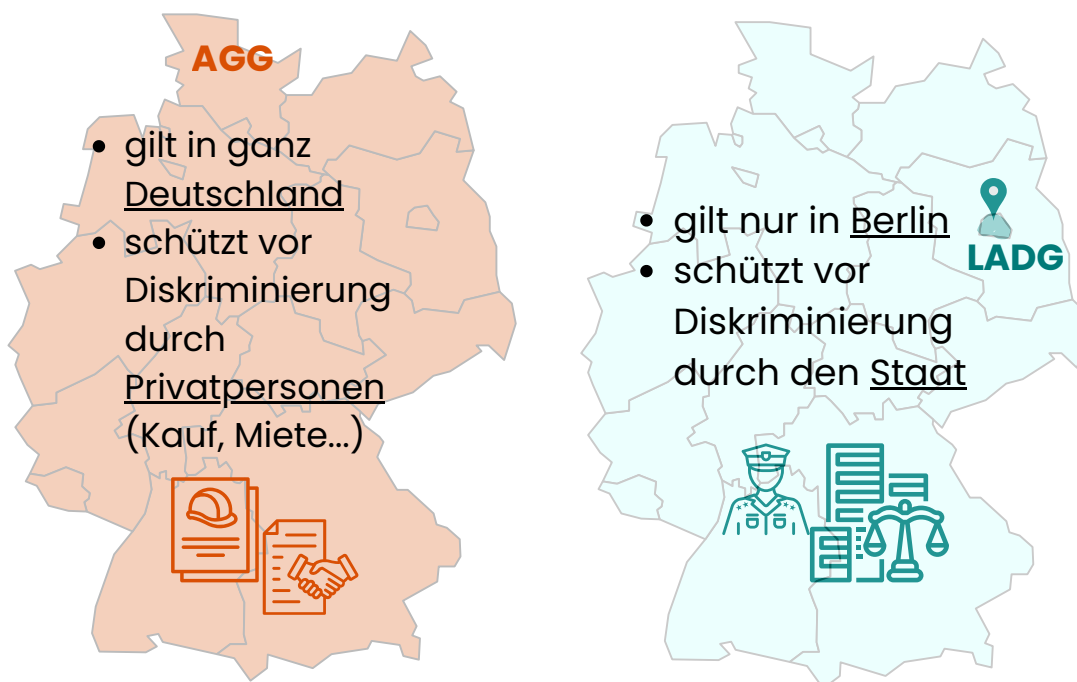 AGG
• gilt in ganz
Deutschland
• schützt vor
Diskriminierung
durch
Privatpersonen
(Kauf, Miete...)
• gilt nur in Berlin
LADG
• schützt vor
Diskriminierung
durch den Staat